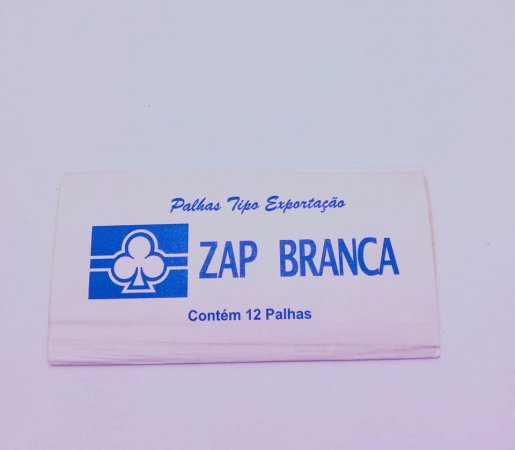 Palhas Tipo Exportação
ZAP BRANCA
Contém 12 Palhas